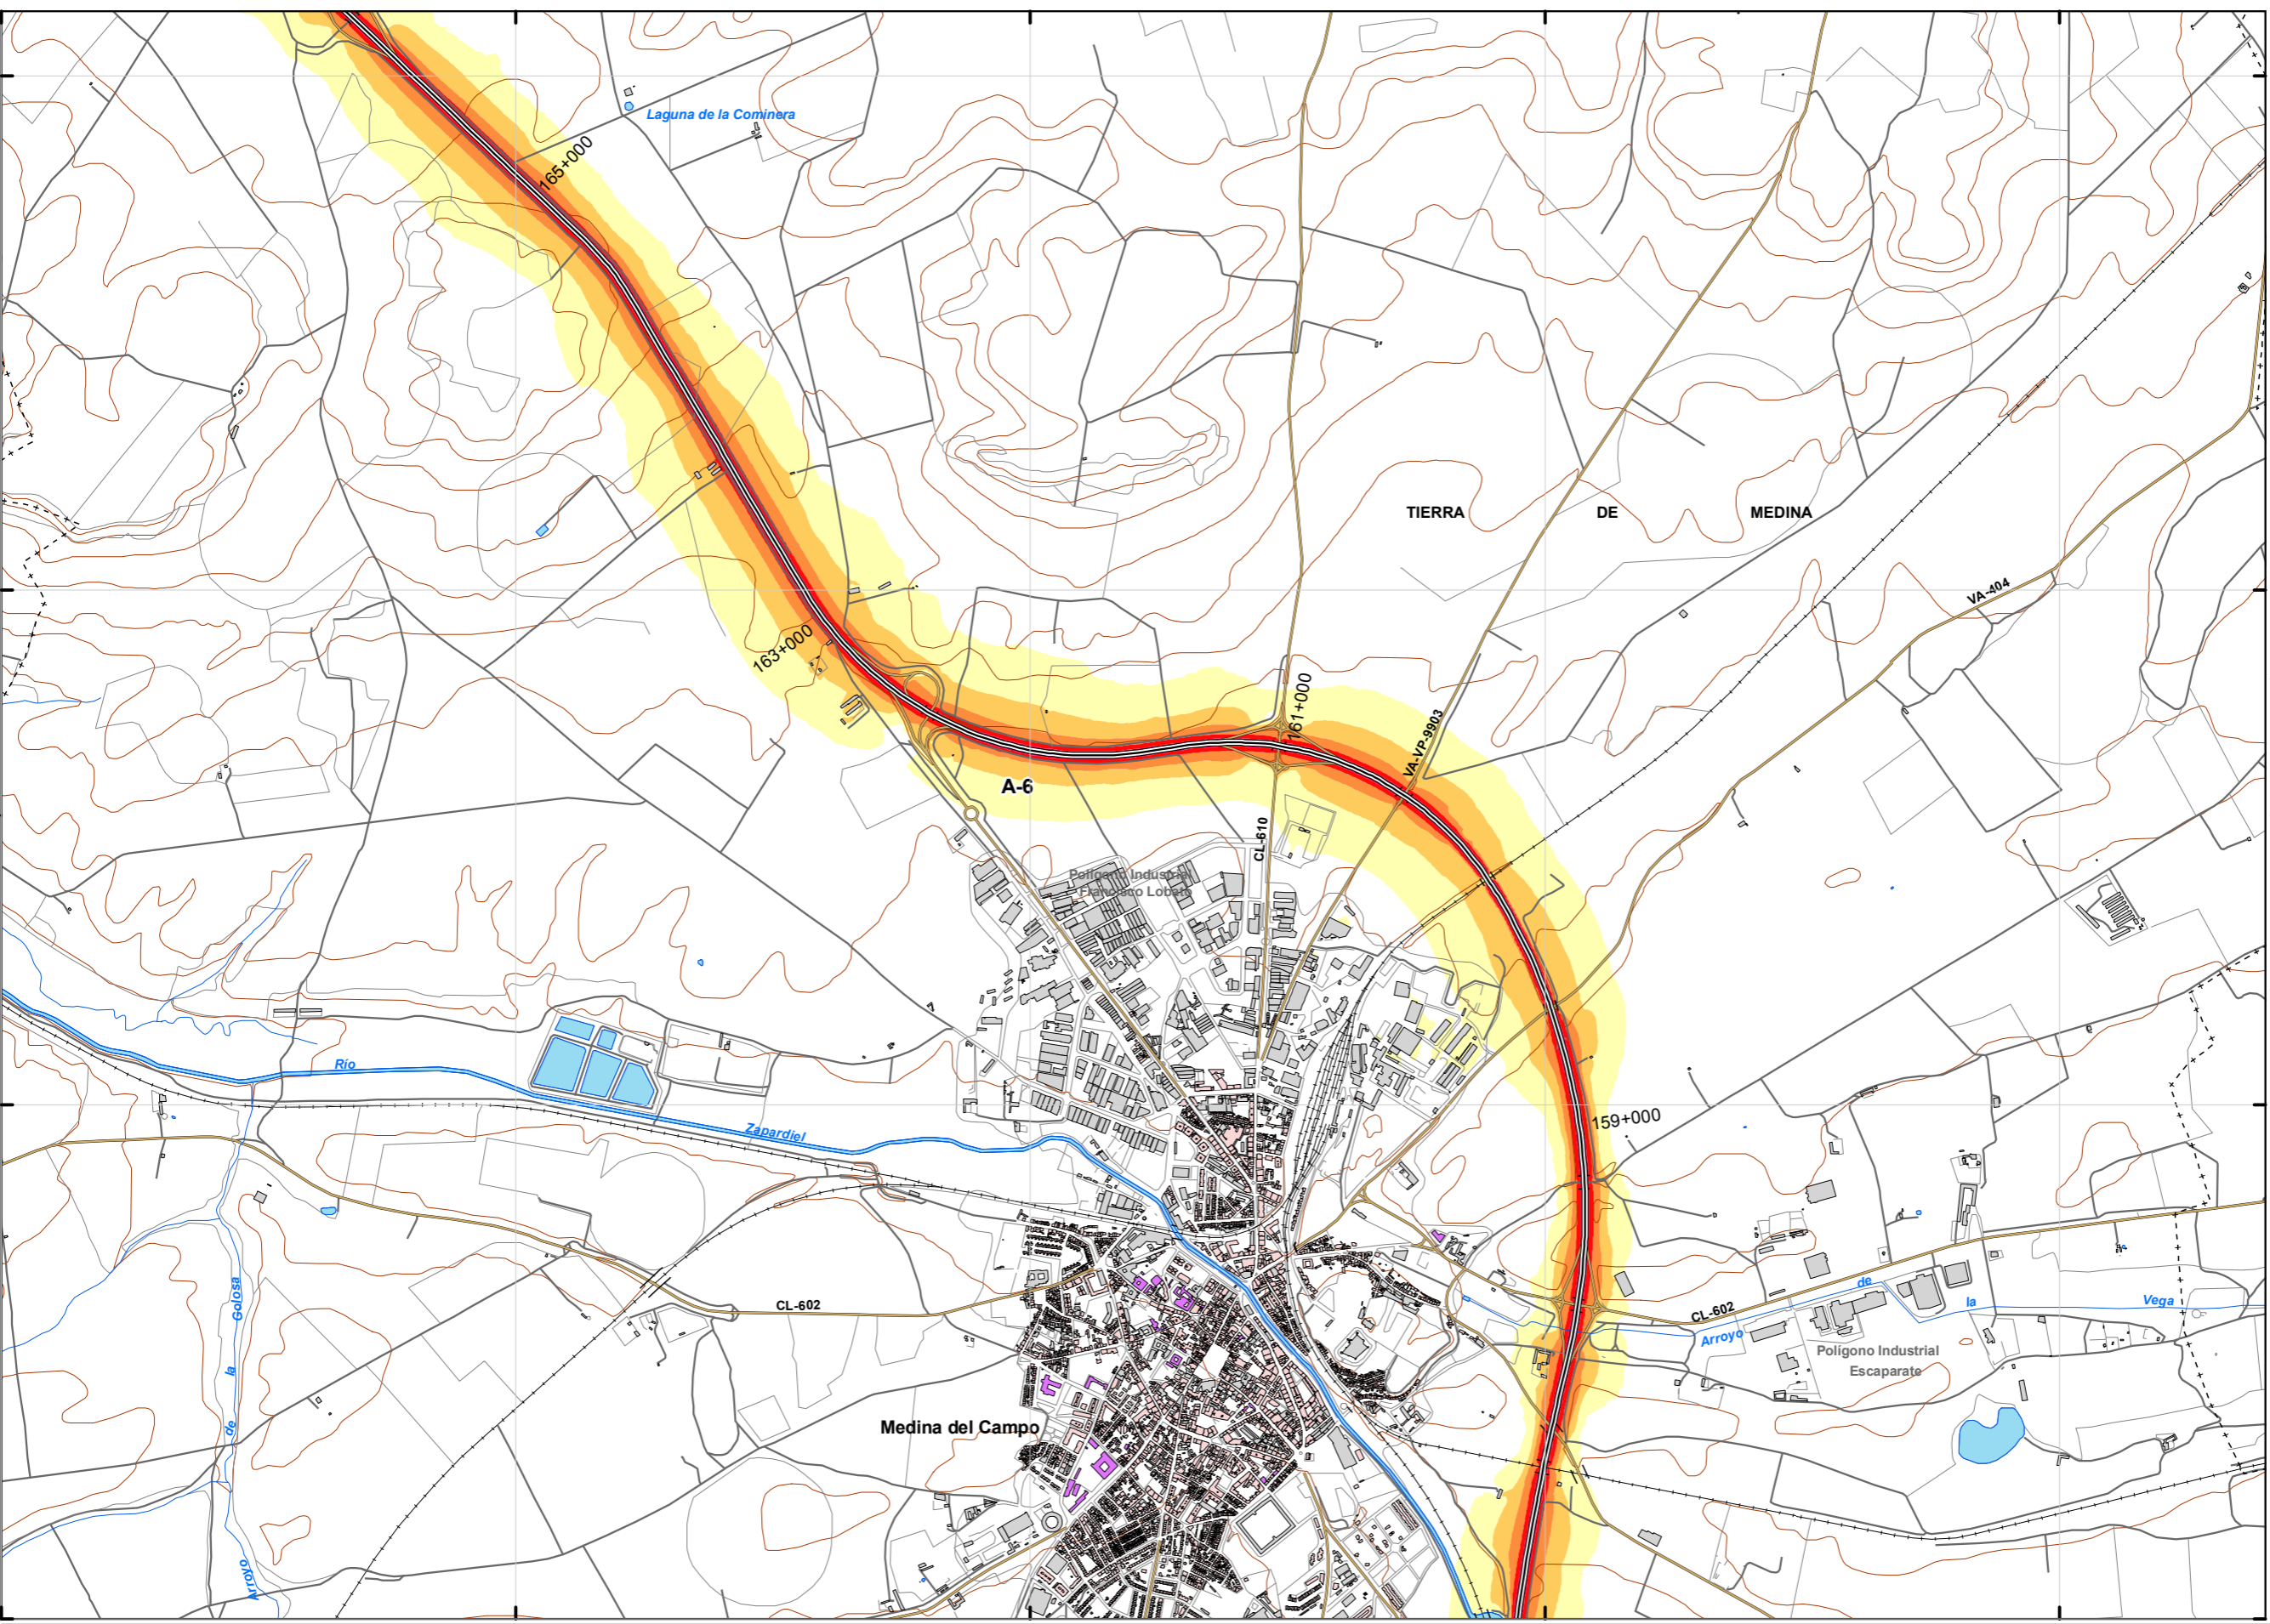 Laguna de la Cominera
165+000
TIERRA DE MEDINA
VA-404
163+000
161+000
VA-VP-9903
A-6
CL-610
Polígono Industrial
Francisco Lobato
Río
Zapardiel
159+000
CL-602
CL-602
Arroyo de la Vega
Polígono Industrial
Escaparate
Medina del Campo
Arroyo de la Golosa